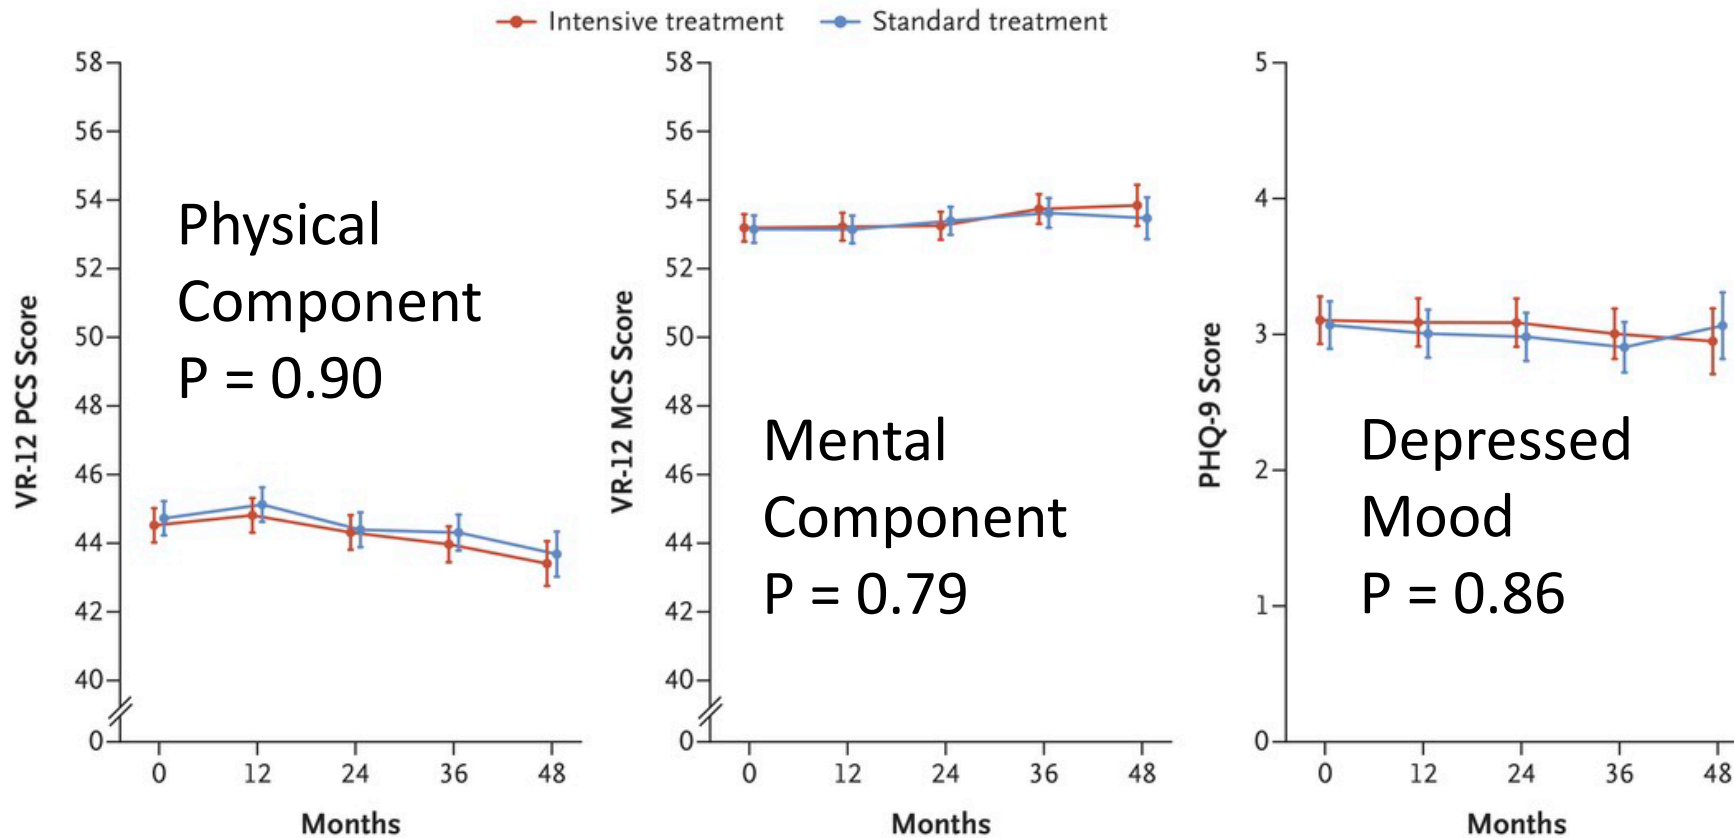 Intensive treatment Standard treatment
58
56
54
52
50
48
46
44
42
40
0
VR-12 PCS Score
Physical
Component
P = 0.90
0 12 24 36 48
Months
58
56
54
52
50
48
46
44
42
40
0
VR-12 MCS Score
Mental
Component
P = 0.79
0 12 24 36 48
Months
5
4
3
2
1
0
PHQ-9 Score
Depressed
Mood
P = 0.86
0 12 24 36 48
Months